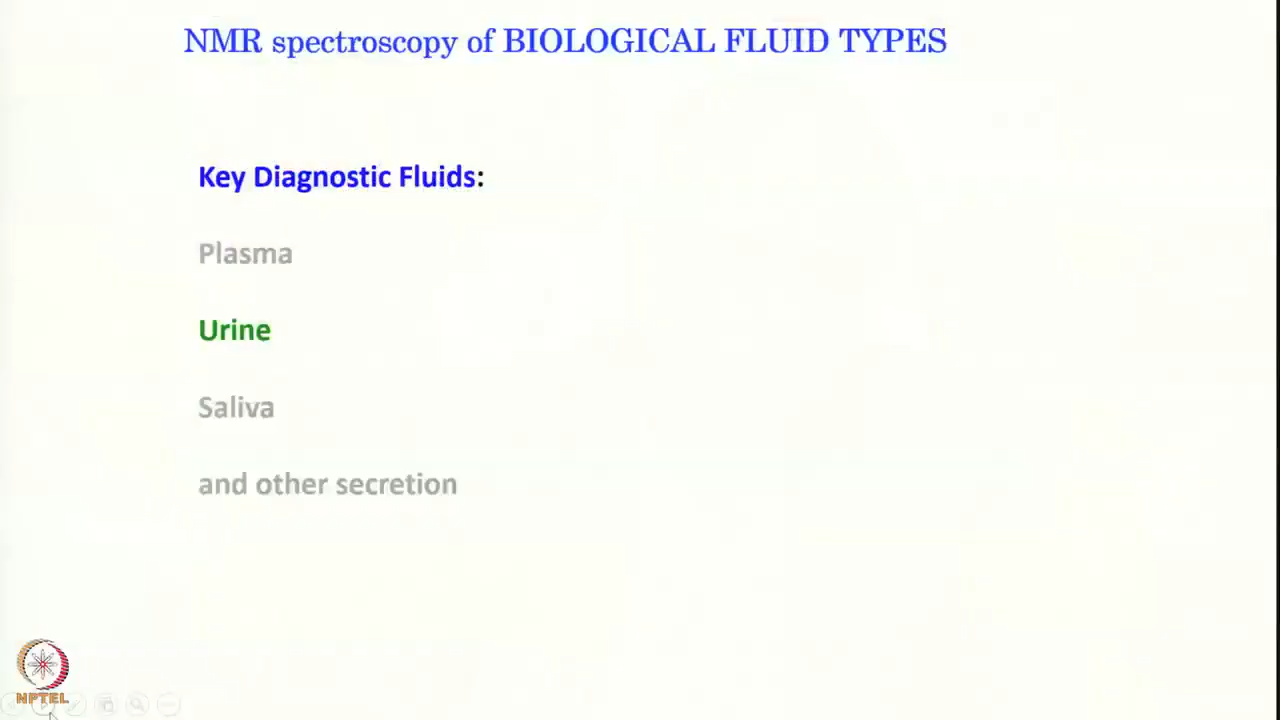 NMR spectroscopy of BIOLOGICAL FLUID TYPES
Key Diagnostic Fluids:
Plasma
Urine
Saliva
and other secretion
NPTEL